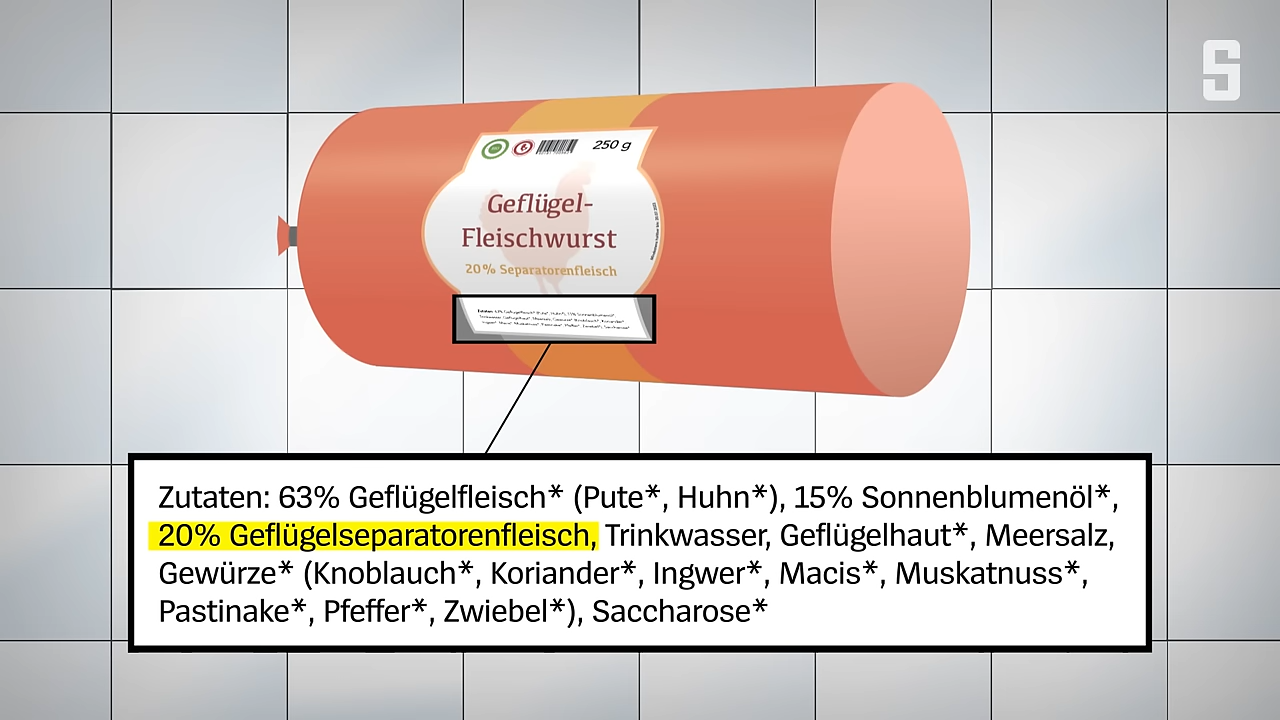 S
250 g
Geflügel-
Fleischwurst
20% Separatorenfleisch
Zutaten: 63% Geflügelfleisch* (Pute*, Huhn*), 15% Sonnenblumenöl*,
20% Geflügelseparatorenfleisch, Trinkwasser, Geflügelhaut*, Meersalz,
Gewürze* (Knoblauch*, Koriander*, Ingwer*, Macis*, Muskatnuss*,
Pastinake*, Pfeffer*, Zwiebel*), Saccharose*